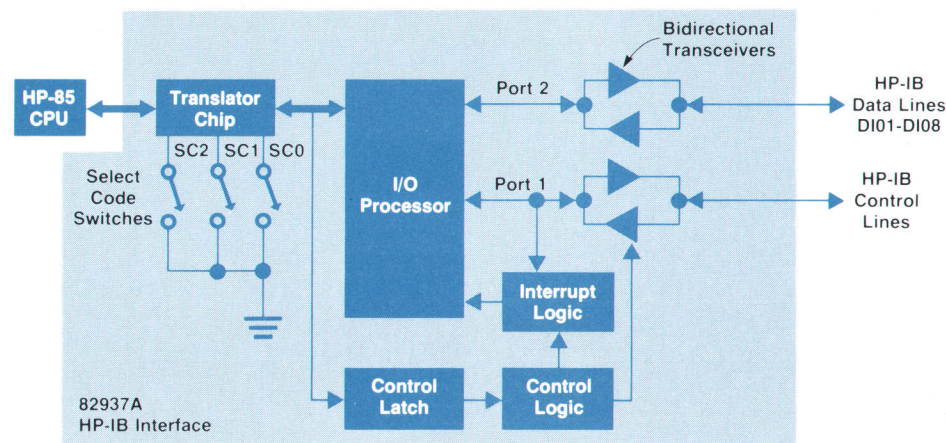 Bidirectional
Transceivers
HP-85
CPU
Translator
Chip
Port 2
HP-IB
Data Lines
DI01-DI08
SC2
SC1
SC0
Select
Code
Switches
I/O
Processor
Port 1
HP-IB
Control
Lines
Interrupt
Logic
Control
Latch
Control
Logic
82937A
HP-IB Interface